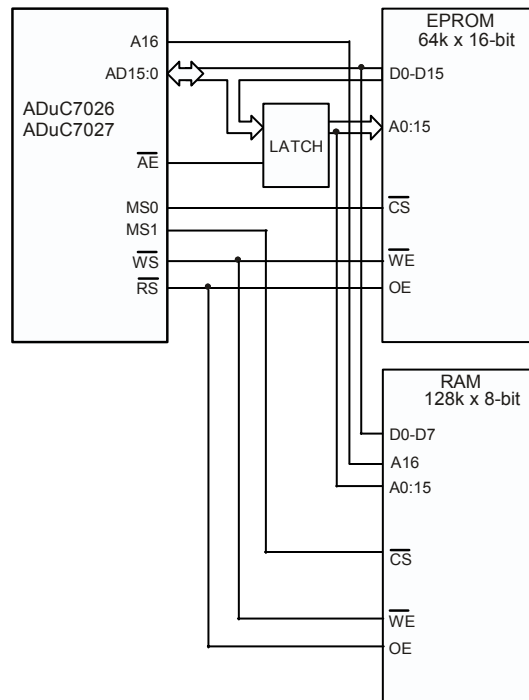 A16
AD15:0
ADuC7026
ADuC7027
AE
MS0
MS1
WS
RS
LATCH
EPROM
64k x 16-bit
D0-D15
A0:15
CS
WE
OE
RAM
128k x 8-bit
D0-D7
A16
A0:15
CS
WE
OE